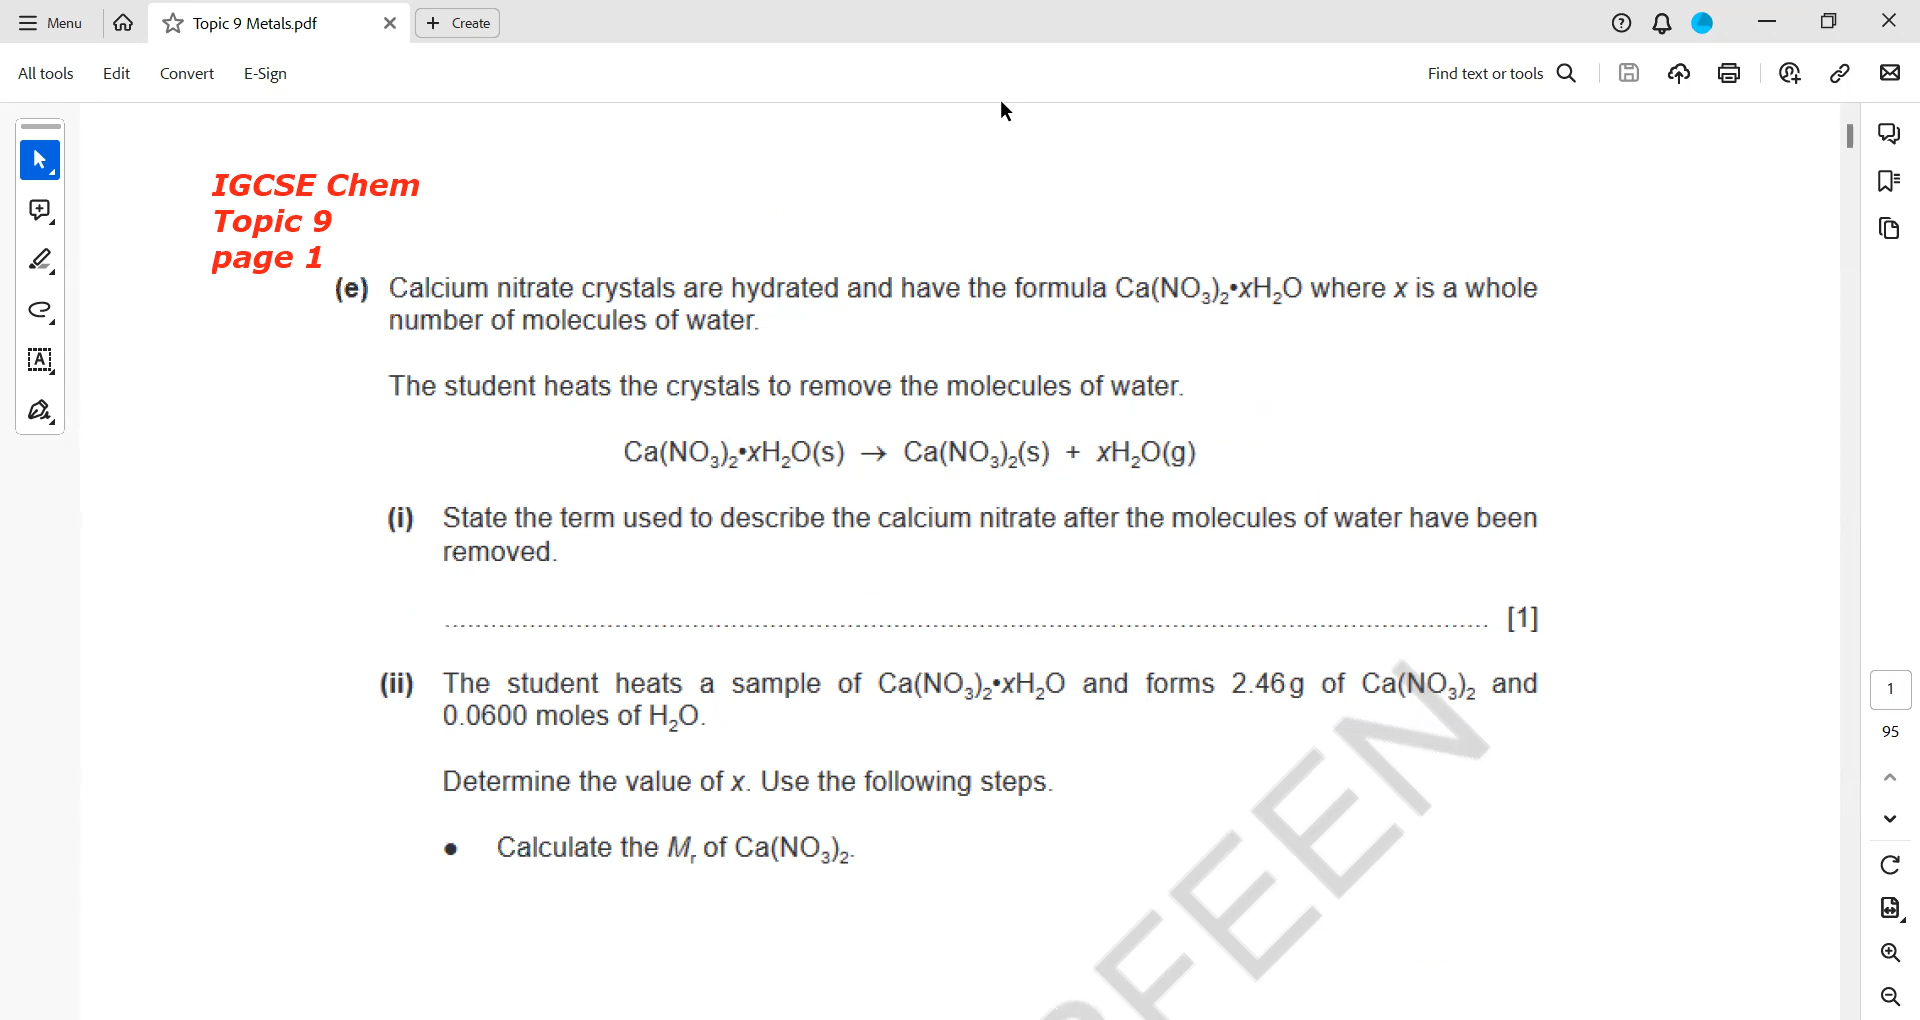 Menu
Topic 9 Metals.pdf
Create
All tools
Edit
Convert
E-Sign
Find text or tools
IGCSE Chem
Topic 9
page 1
(e) Calcium nitrate crystals are hydrated and have the formula Ca(NO₃)₂•xH₂O where x is a whole
number of molecules of water.
The student heats the crystals to remove the molecules of water.
Ca(NO₃)₂•xH₂O(s) → Ca(NO₃)₂(s) + xH₂O(g)
(i) State the term used to describe the calcium nitrate after the molecules of water have been
removed.
[1]
(ii) The student heats a sample of Ca(NO₃)₂•xH₂O and forms 2.46 g of Ca(NO₃)₂ and
0.0600 moles of H₂O.
Determine the value of x. Use the following steps.
• Calculate the Mᵣ of Ca(NO₃)₂.
1
95